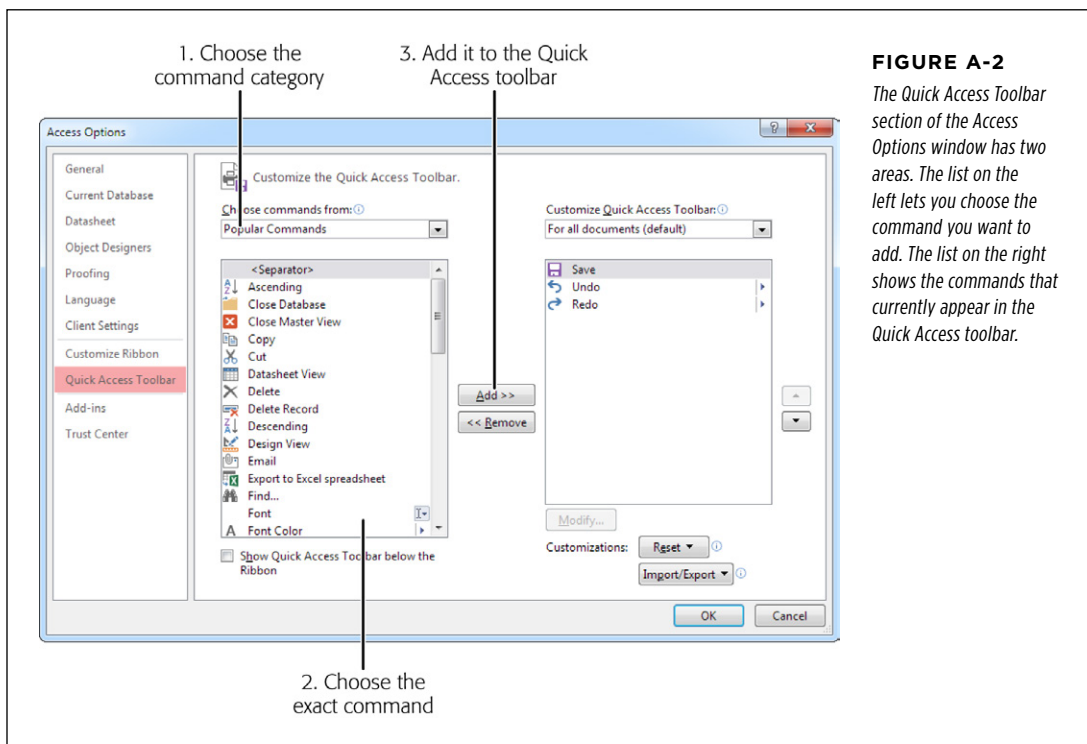 1. Choose the
command category
3. Add it to the Quick
Access toolbar
FIGURE A-2
The Quick Access Toolbar
section of the Access
Options window has two
areas. The list on the
left lets you choose the
command you want to
add. The list on the right
shows the commands that
currently appear in the
Quick Access toolbar.
Access Options
General
Current Database
Datasheet
Object Designers
Proofing
Language
Client Settings
Customize Ribbon
Quick Access Toolbar
Add-ins
Trust Center
Customize the Quick Access Toolbar.
Choose commands from:
Popular Commands
<Separator>
Ascending
Close Database
Close Master View
Copy
Cut
Datasheet View
Delete
Delete Record
Descending
Design View
Email
Export to Excel spreadsheet
Find...
Font
Font Color
Show Quick Access Toolbar below the
Ribbon
Add >>
<< Remove
Customize Quick Access Toolbar:
For all documents (default)
Save
Undo
Redo
Modify...
Customizations:
Reset
Import/Export
OK
Cancel
2. Choose the
exact command